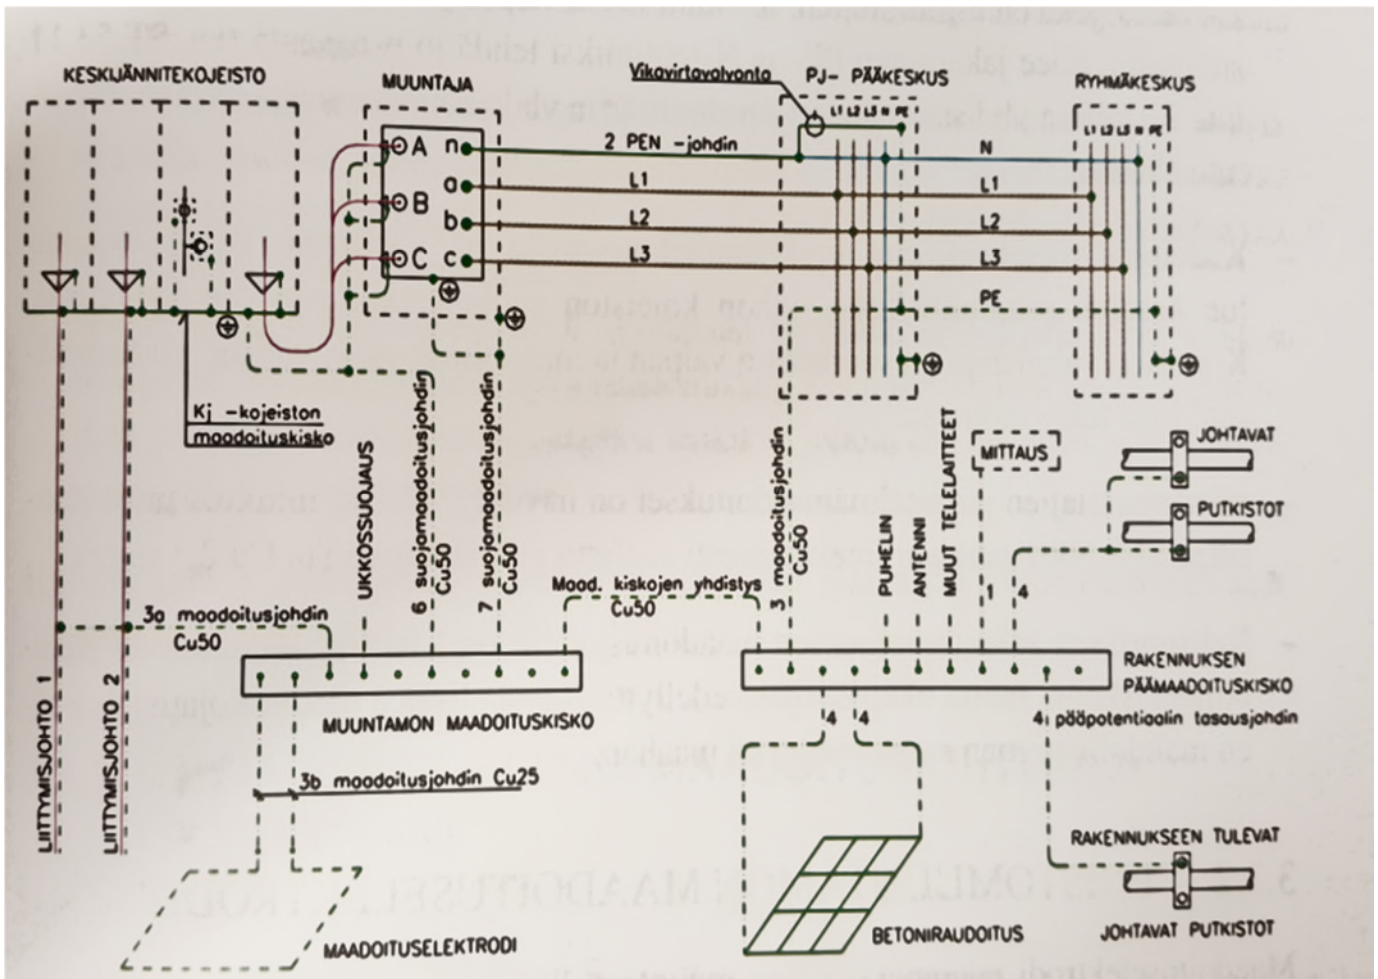 KESKIJÄNNITEKOJEISTO
MUUNTAJA
Vikavirtavalvonta
PJ- PÄÄKESKUS
RYHMÄKESKUS
L1 L2 L3 N PE
L1 L2 L3 N PE
A n
2 PEN -johdin
N
a
L1
L1
B
b
L2
L2
C c
L3
L3
PE
Kj -kojeiston
maadoituskisko
UKKOSSUOJAUS
6 suojamaadoitusjohdin
Cu50
7 suojamaadoitusjohdin
Cu50
3 maadoitusjohdin
Cu50
PUHELIN
ANTENNI
MUUT TELELAITTEET
MITTAUS
1
4
JOHTAVAT
PUTKISTOT
Maad. kiskojen yhdistys
Cu50
3a maadoitusjohdin
Cu50
LIITTYMISJOHTO 1
LIITTYMISJOHTO 2
MUUNTAMON MAADOITUSKISKO
RAKENNUKSEN
PÄÄMAADOITUSKISKO
4 4
4 pääpotentiaalin tasausjohdin
3b maadoitusjohdin Cu25
MAADOITUSELEKTRODI
BETONIRAUDOITUS
RAKENNUKSEEN TULEVAT
JOHTAVAT PUTKISTOT